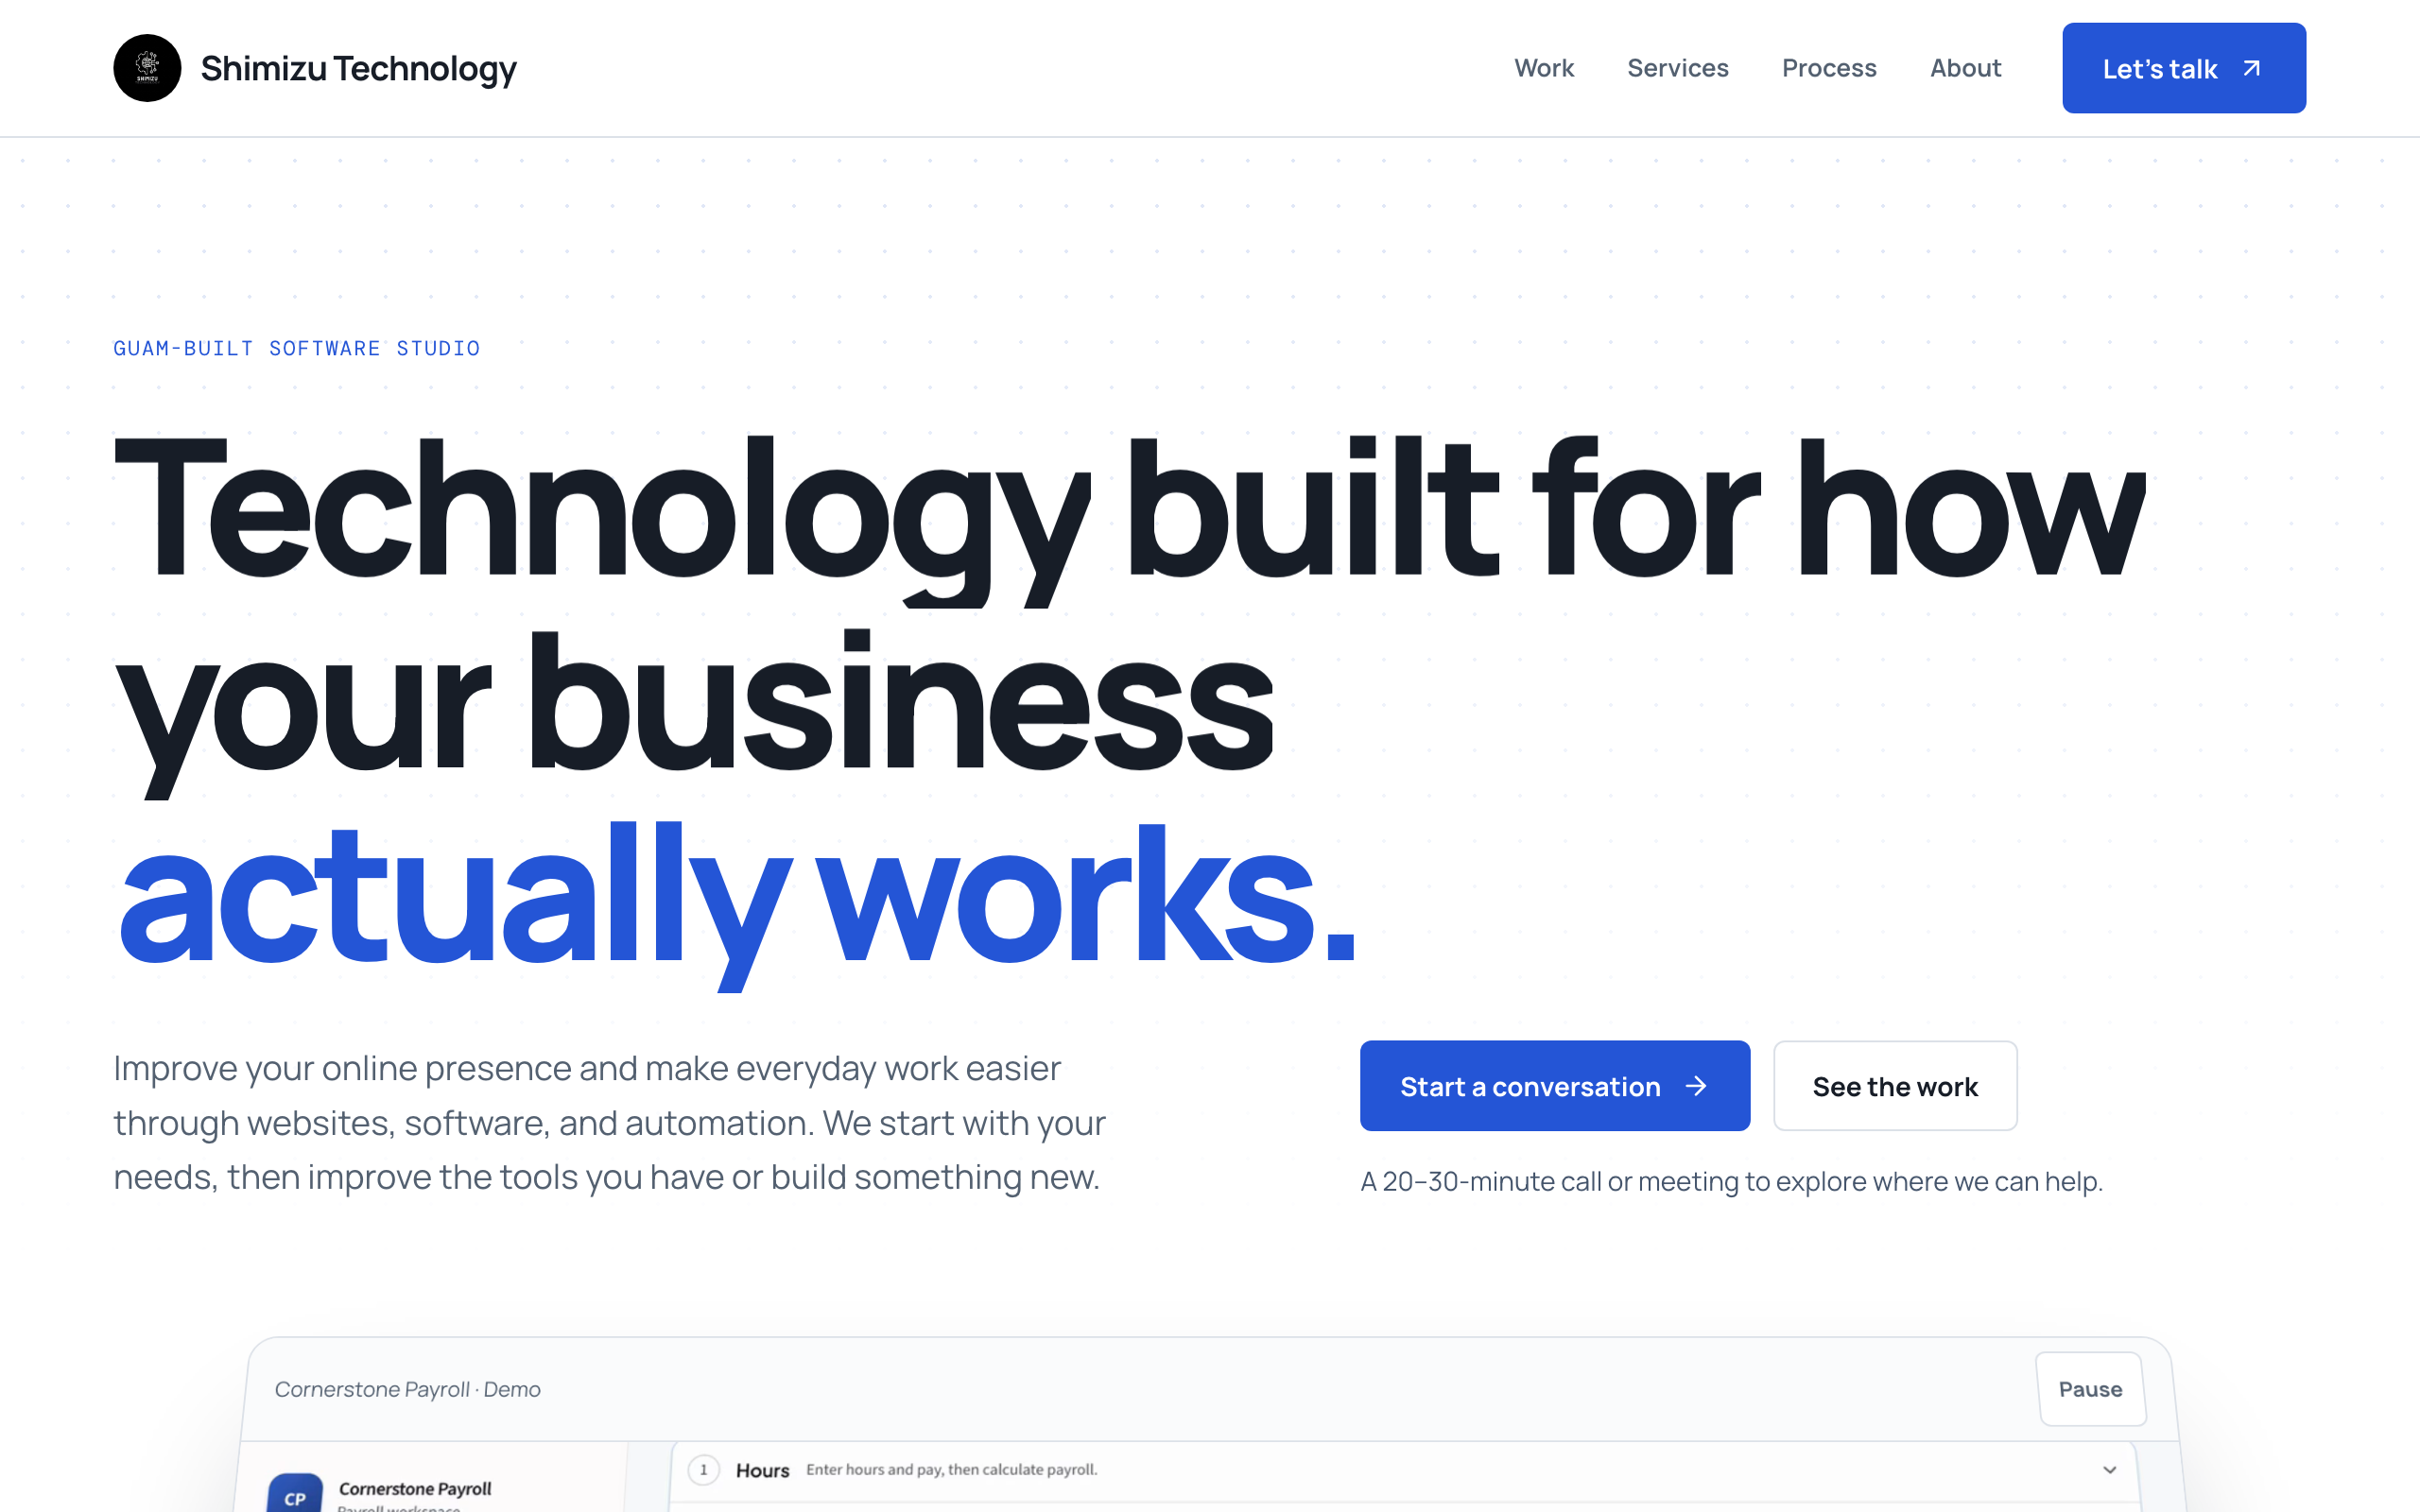 SHIMIZU
Shimizu Technology
Work
Services
Process
About
Let's talk
GUAM-BUILT SOFTWARE STUDIO
Technology built for how
your business
actually works.
Improve your online presence and make everyday work easier
through websites, software, and automation. We start with your
needs, then improve the tools you have or build something new.
Start a conversation
See the work
A 20–30-minute call or meeting to explore where we can help.
Cornerstone Payroll · Demo
Pause
CP
Cornerstone Payroll
Payroll workspace
1
Hours
Enter hours and pay, then calculate payroll.